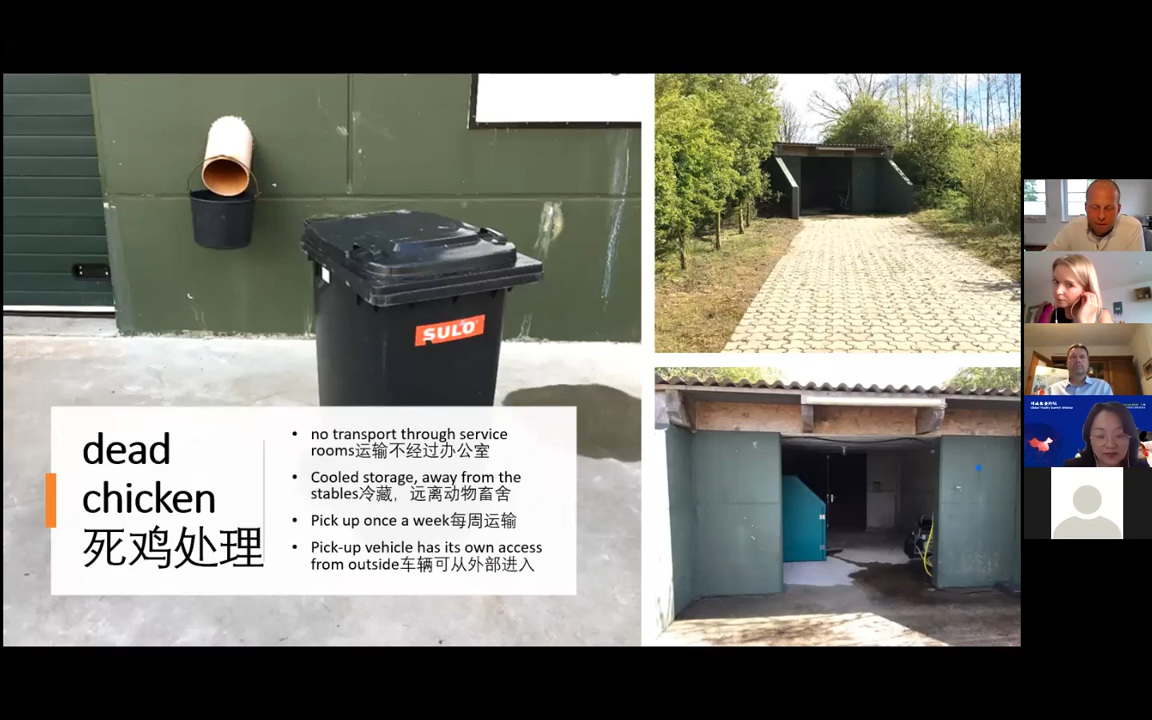 SULO
dead
chicken
死鸡处理
• no transport through service
rooms运输不经过办公室
• Cooled storage, away from the
stables冷藏，远离动物畜舍
• Pick up once a week每周运输
• Pick-up vehicle has its own access
from outside车辆可从外部进入
Global Poultry Summit Webinar